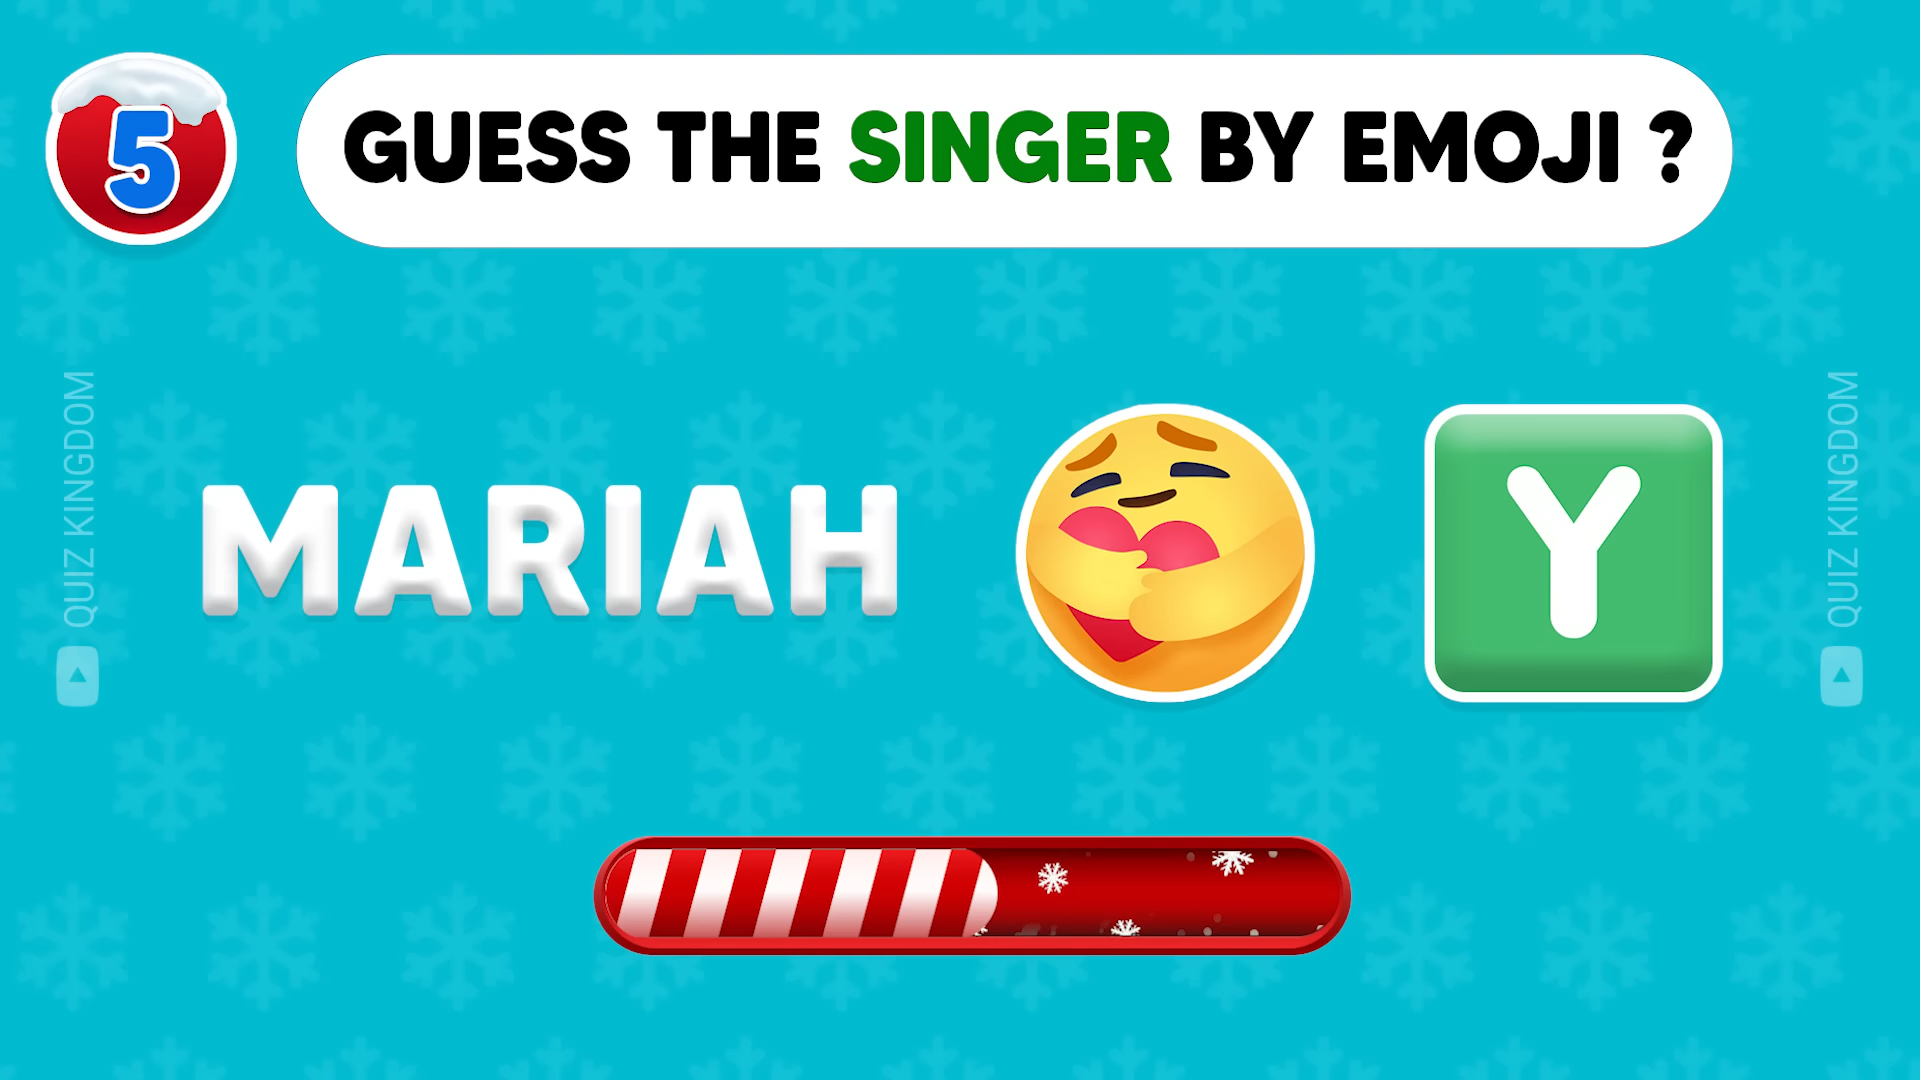 5
GUESS THE SINGER BY EMOJI ?
QUIZ KINGDOM
MARIAH Y
QUIZ KINGDOM